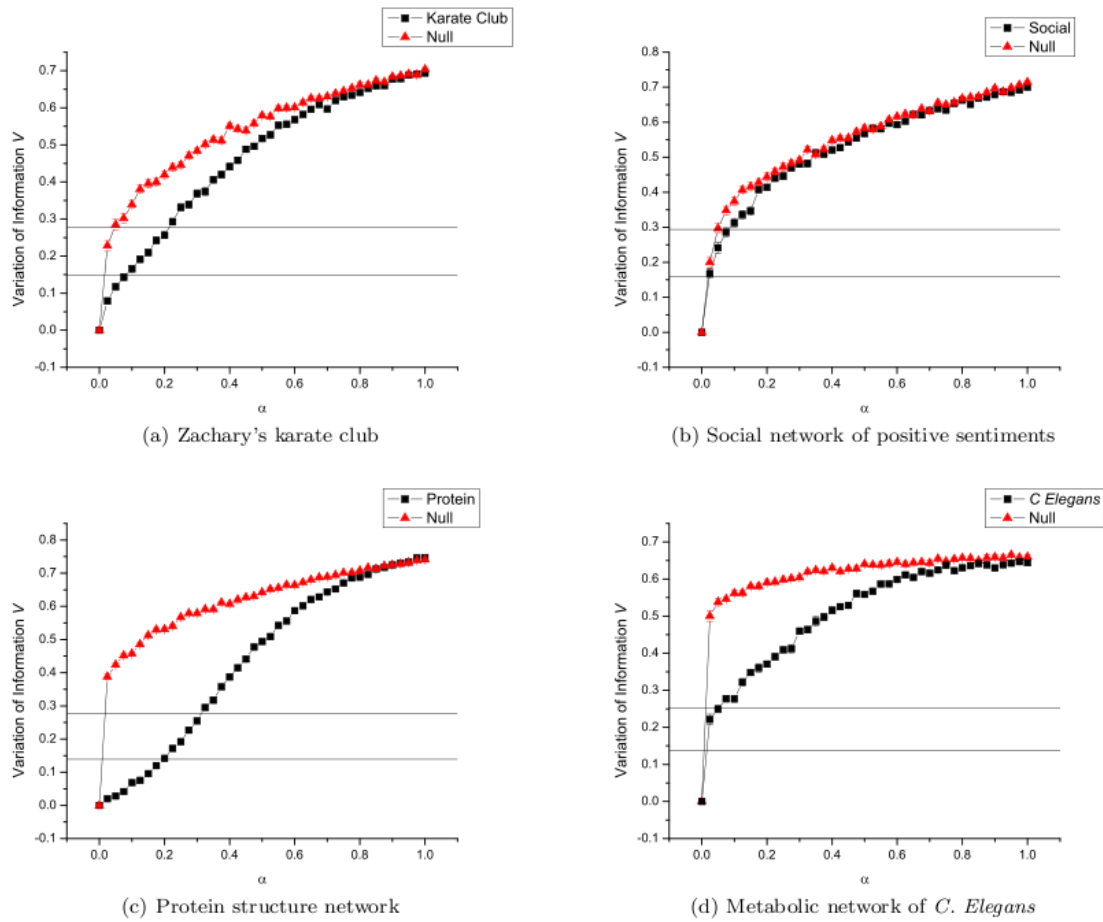 Karate Club
Null
Variation of Information V
0.7
0.6
0.5
0.4
0.3
0.2
0.1
0.0
-0.1
0.0 0.2 0.4 0.6 0.8 1.0
α
(a) Zachary's karate club
Social
Null
Variation of Information V
0.8
0.7
0.6
0.5
0.4
0.3
0.2
0.1
0.0
-0.1
0.0 0.2 0.4 0.6 0.8 1.0
α
(b) Social network of positive sentiments
Protein
Null
Variation of Information V
0.8
0.7
0.6
0.5
0.4
0.3
0.2
0.1
0.0
-0.1
0.0 0.2 0.4 0.6 0.8 1.0
α
(c) Protein structure network
C Elegans
Null
Variation of Information V
0.7
0.6
0.5
0.4
0.3
0.2
0.1
0.0
-0.1
0.0 0.2 0.4 0.6 0.8 1.0
α
(d) Metabolic network of C. Elegans